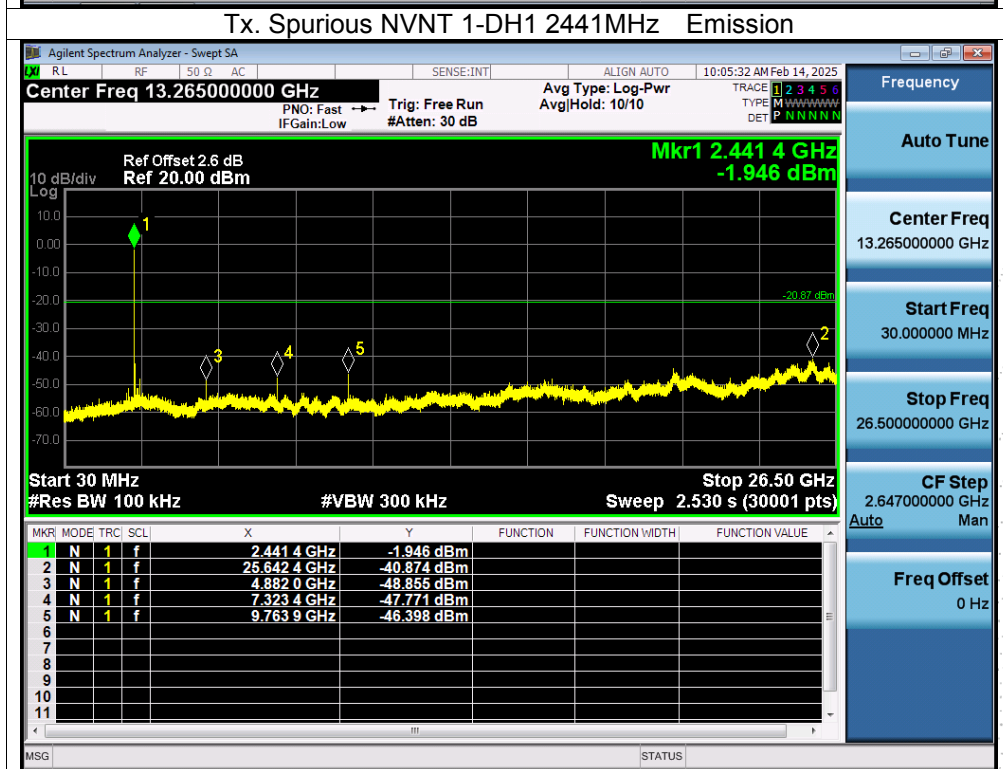 Tx. Spurious NVNT 1-DH1 2441MHz Emission
Agilent Spectrum Analyzer - Swept SA
LXI RL RF 50 Ω AC SENSE:INT ALIGN AUTO 10:05:32 AM Feb 14, 2025
Center Freq 13.265000000 GHz
PNO: Fast
IFGain:Low
Trig: Free Run
#Atten: 30 dB
Avg Type: Log-Pwr
Avg|Hold: 10/10
TRACE 1 2 3 4 5 6
TYPE M WWWWW
DET P N N N N N
Frequency
Auto Tune
Center Freq
13.265000000 GHz
Start Freq
30.000000 MHz
Stop Freq
26.500000000 GHz
CF Step
2.647000000 GHz
Auto Man
Freq Offset
0 Hz
Mkr1 2.441 4 GHz
-1.946 dBm
Ref Offset 2.6 dB
10 dB/div Ref 20.00 dBm
Log
10.0
0.00
-10.0
-20.0
-30.0
-40.0
-50.0
-60.0
-70.0
1
-20.87 dBm
2
3
4
5
Start 30 MHz Stop 26.50 GHz
#Res BW 100 kHz #VBW 300 kHz Sweep 2.530 s (30001 pts)
MKR MODE TRC SCL X Y FUNCTION FUNCTION WIDTH FUNCTION VALUE
1 N 1 f 2.441 4 GHz -1.946 dBm
2 N 1 f 25.642 4 GHz -40.874 dBm
3 N 1 f 4.882 0 GHz -48.855 dBm
4 N 1 f 7.323 4 GHz -47.771 dBm
5 N 1 f 9.763 9 GHz -46.398 dBm
6
7
8
9
10
11
MSG STATUS